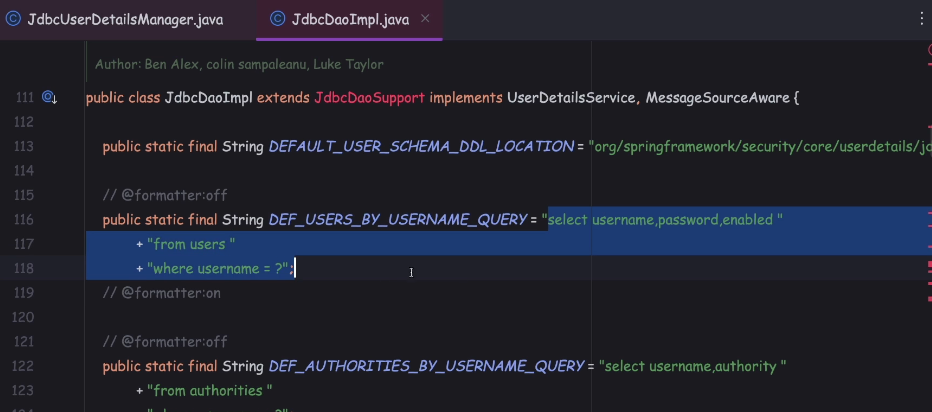 JdbcUserDetailsManager.java JdbcDaoImpl.java
Author: Ben Alex, colin sampaleanu, Luke Taylor
111 public class JdbcDaoImpl extends JdbcDaoSupport implements UserDetailsService, MessageSourceAware {
112
113 public static final String DEFAULT_USER_SCHEMA_DDL_LOCATION = "org/springframework/security/core/userdetails/jd
114
115 // @formatter:off
116 public static final String DEF_USERS_BY_USERNAME_QUERY = "select username,password,enabled "
117 + "from users "
118 + "where username = ?";
119 // @formatter:on
120
121 // @formatter:off
122 public static final String DEF_AUTHORITIES_BY_USERNAME_QUERY = "select username,authority "
123 + "from authorities "